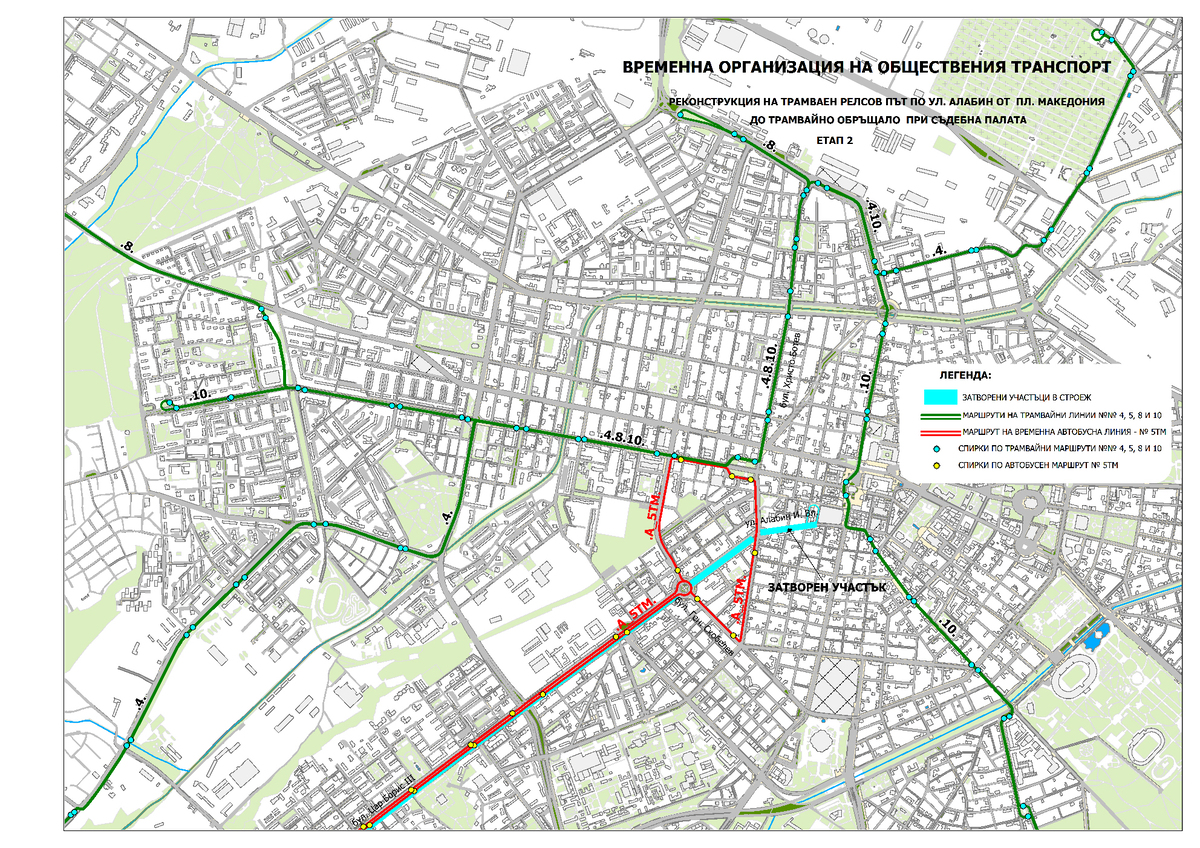 ВРЕМЕННА ОРГАНИЗАЦИЯ НА ОБЩЕСТВЕНИЯ ТРАНСПОРТ
РЕКОНСТРУКЦИЯ НА ТРАМВАЕН РЕЛСОВ ПЪТ ПО УЛ. АЛАБИН ОТ ПЛ. МАКЕДОНИЯ
ДО ТРАМВАЙНО ОБРЪЩАЛО ПРИ СЪДЕБНА ПАЛАТА
ЕТАП 2
.8.
.4.10.
.8.
.4.
.4.8.10.
бул. Христо Ботев
.10.
ЛЕГЕНДА:
ЗАТВОРЕНИ УЧАСТЪЦИ В СТРОЕЖ
МАРШРУТИ НА ТРАМВАЙНИ ЛИНИИ №№ 4, 5, 8 И 10
МАРШРУТ НА ВРЕМЕННА АВТОБУСНА ЛИНИЯ - № 5ТМ
СПИРКИ ПО ТРАМВАЙНИ МАРШРУТИ №№ 4, 5, 8 И 10
СПИРКИ ПО АВТОБУСЕН МАРШРУТ № 5ТМ
.10.
.4.8.10.
.4.
.А_5ТМ.
ул. Алабин И. Вл.
ЗАТВОРЕН УЧАСТЪК
.А_5ТМ.
.А_5ТМ.
бул. Ген. Скобелев
.10.
.4.
бул. Цар Борис III